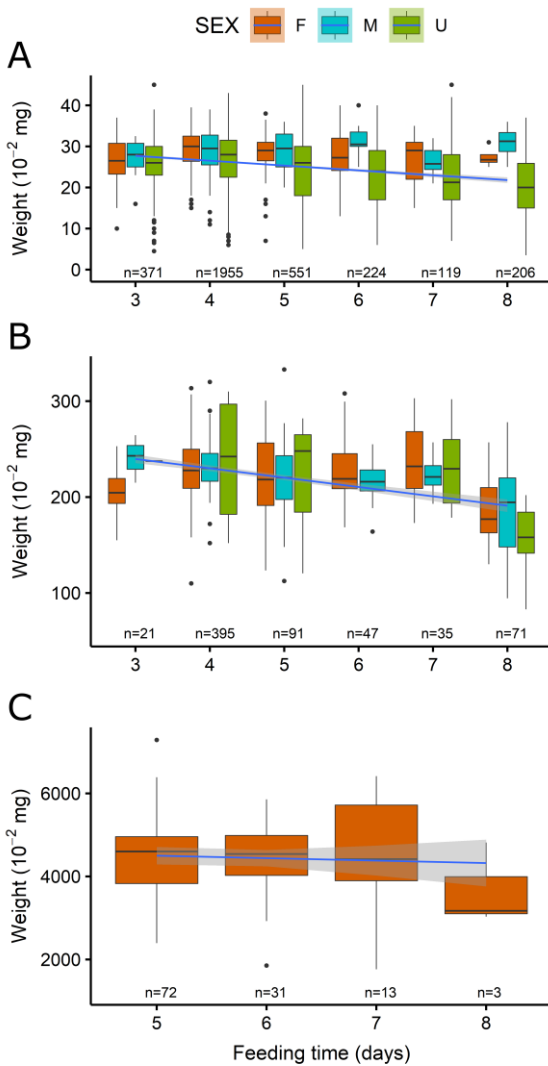 SEX F M U
A
Weight (10⁻² mg)
40
30
20
10
0
n=371 n=1955 n=551 n=224 n=119 n=206
3 4 5 6 7 8
B
Weight (10⁻² mg)
300
200
100
n=21 n=395 n=91 n=47 n=35 n=71
3 4 5 6 7 8
C
Weight (10⁻² mg)
6000
4000
2000
n=72 n=31 n=13 n=3
5 6 7 8
Feeding time (days)